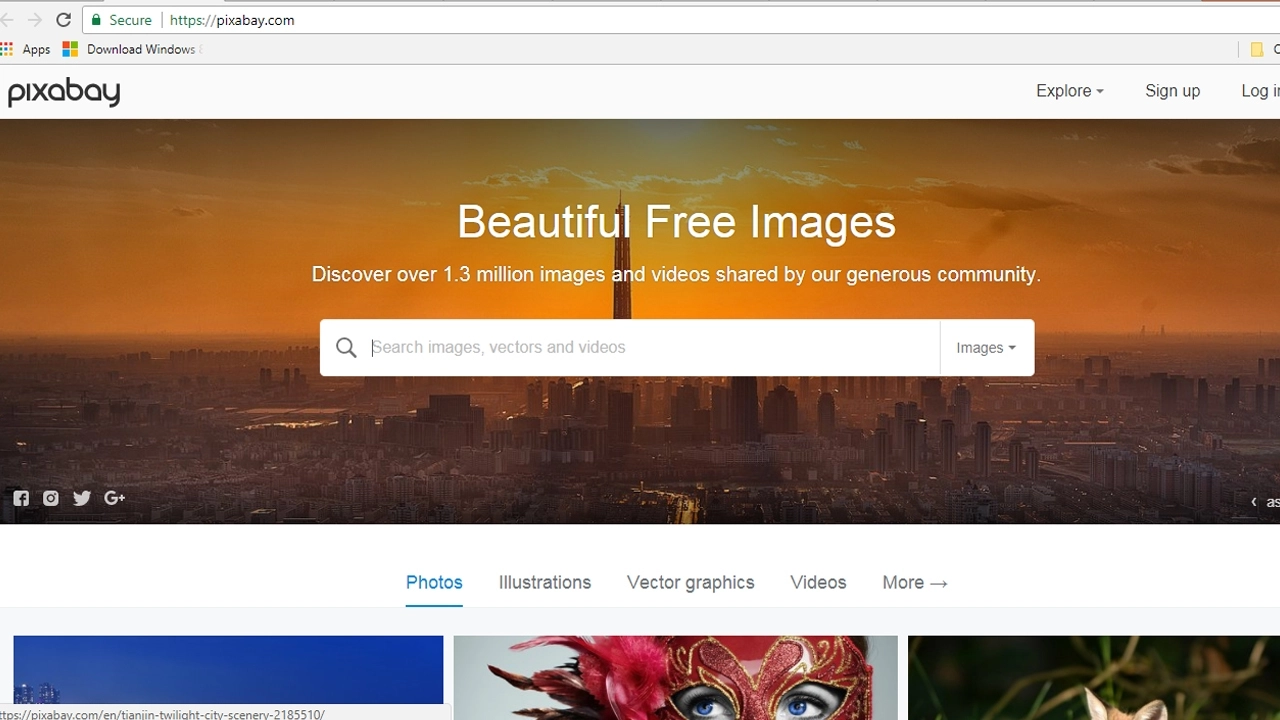 Secure https://pixabay.com
Apps Download Windows
pixabay
Explore Sign up Log in
Beautiful Free Images
Discover over 1.3 million images and videos shared by our generous community.
Search images, vectors and videos Images
G+
‹ as
Photos Illustrations Vector graphics Videos More →
ttps://pixabay.com/en/tianjin-twilight-city-scenery-2185510/